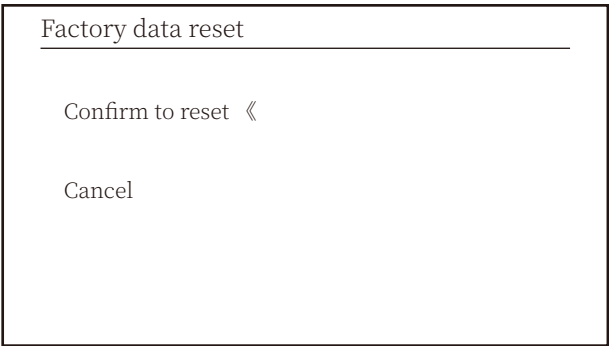 Factory data reset
Confirm to reset 《
Cancel